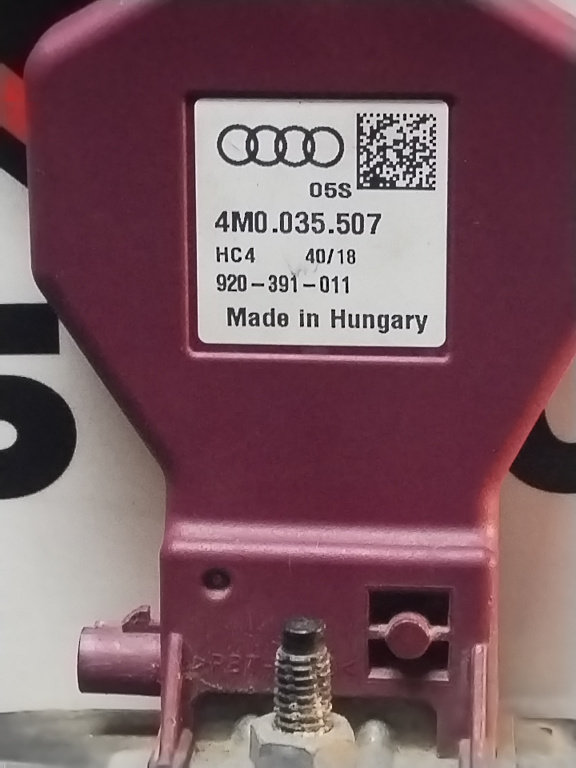 05S
4M0.035.507
HC4 40/18
920-391-011
Made in Hungary